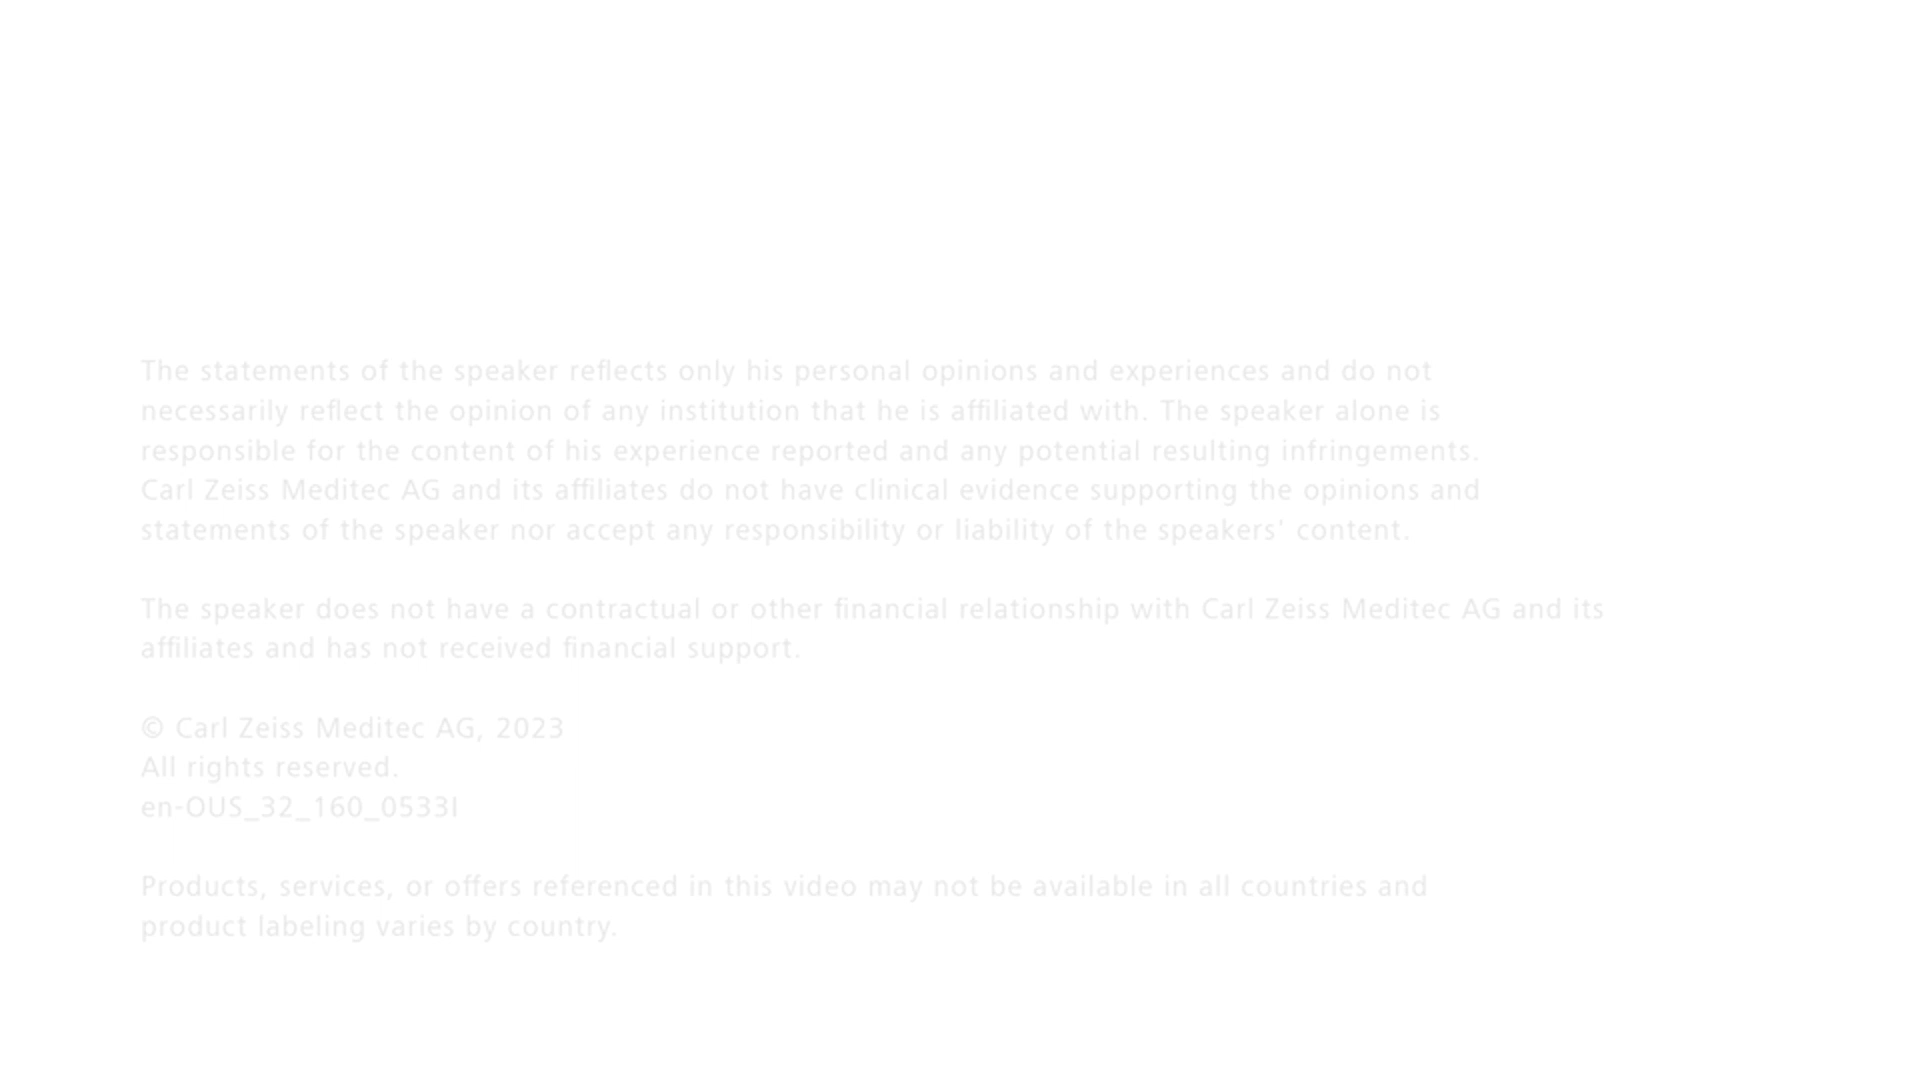 The statements of the speaker reflects only his personal opinions and experiences and do not
necessarily reflect the opinion of any institution that he is affiliated with. The speaker alone is
responsible for the content of his experience reported and any potential resulting infringements.
Carl Zeiss Meditec AG and its affiliates do not have clinical evidence supporting the opinions and
statements of the speaker nor accept any responsibility or liability of the speakers‘ content.
The speaker does not have a contractual or other financial relationship with Carl Zeiss Meditec AG and its
affiliates and has not received financial support.
© Carl Zeiss Meditec AG, 2023
All rights reserved.
en-OUS_32_160_0533I
Products, services, or offers referenced in this video may not be available in all countries and
product labeling varies by country.